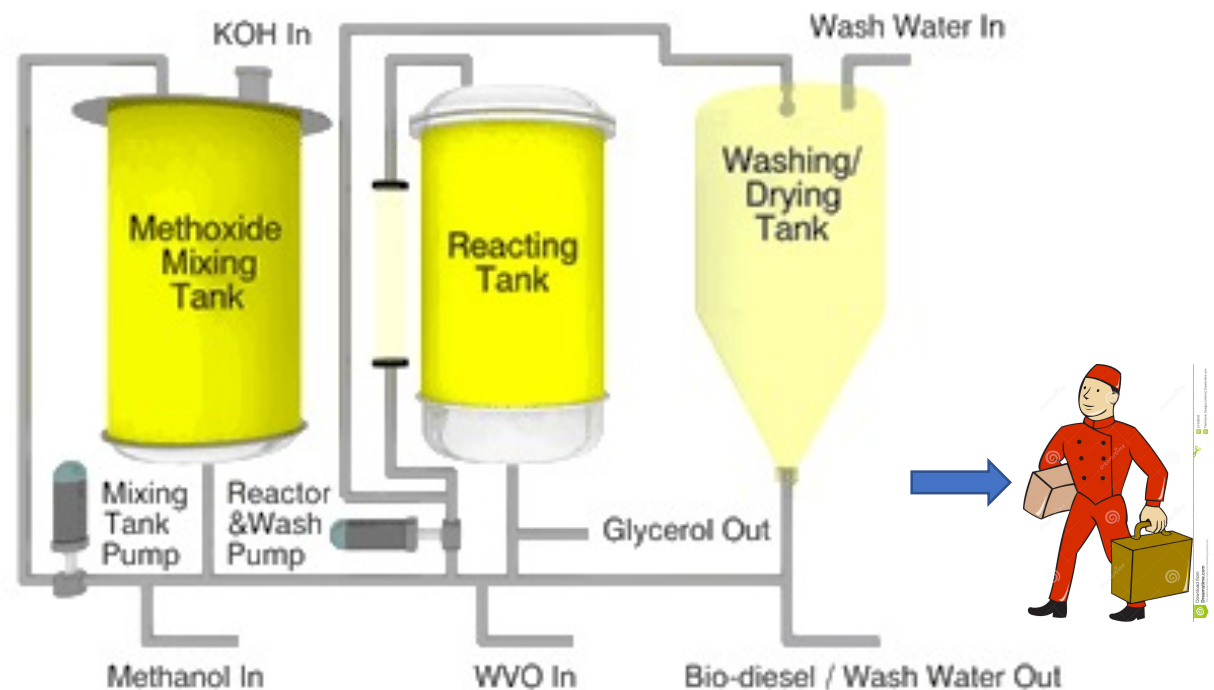 KOH In
Wash Water In
Methoxide
Mixing
Tank
Reacting
Tank
Washing/
Drying
Tank
Mixing
Tank
Pump
Reactor
&Wash
Pump
Glycerol Out
Methanol In
WVO In
Bio-diesel / Wash Water Out